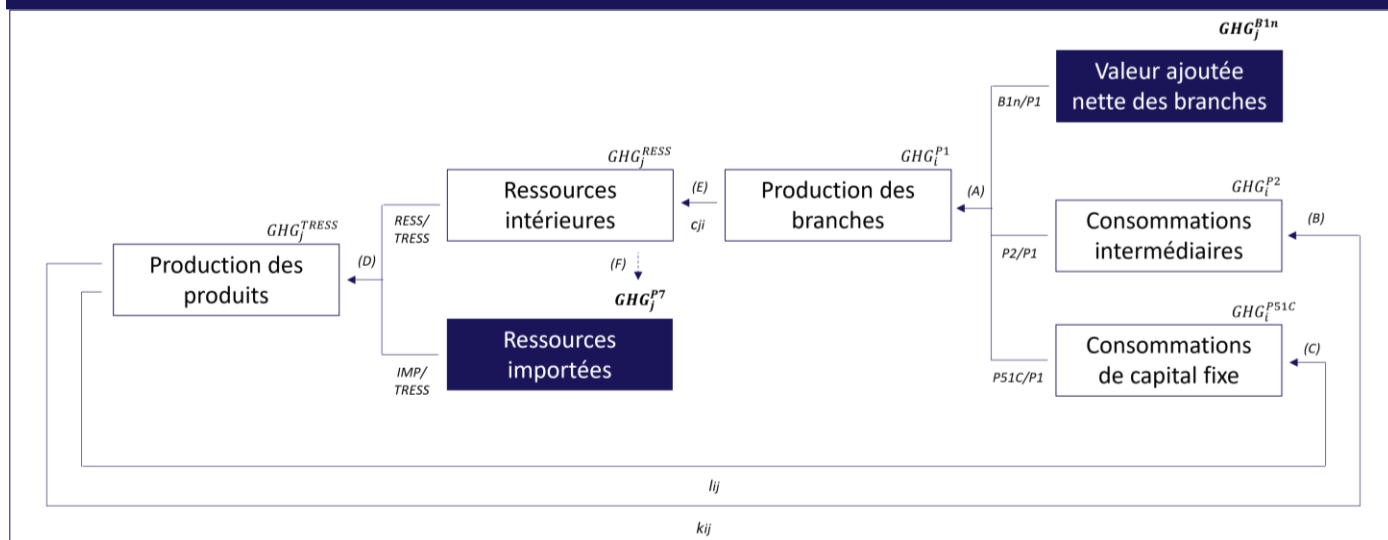 GHG_j^{B1n}
Valeur ajoutée
nette des branches
B1n/P1
GHG_j^{RESS}
Ressources
intérieures
(E)
cji
GHG_i^{P1}
Production des
branches
(A)
GHG_i^{P2}
Consommations
intermédiaires
(B)
P2/P1
RESS/
TRESS
GHG_j^{TRESS}
Production des
produits
(D)
(F)
GHG_j^{P7}
Ressources
importées
IMP/
TRESS
GHG_i^{P51C}
Consommations
de capital fixe
(C)
P51C/P1
lij
kij